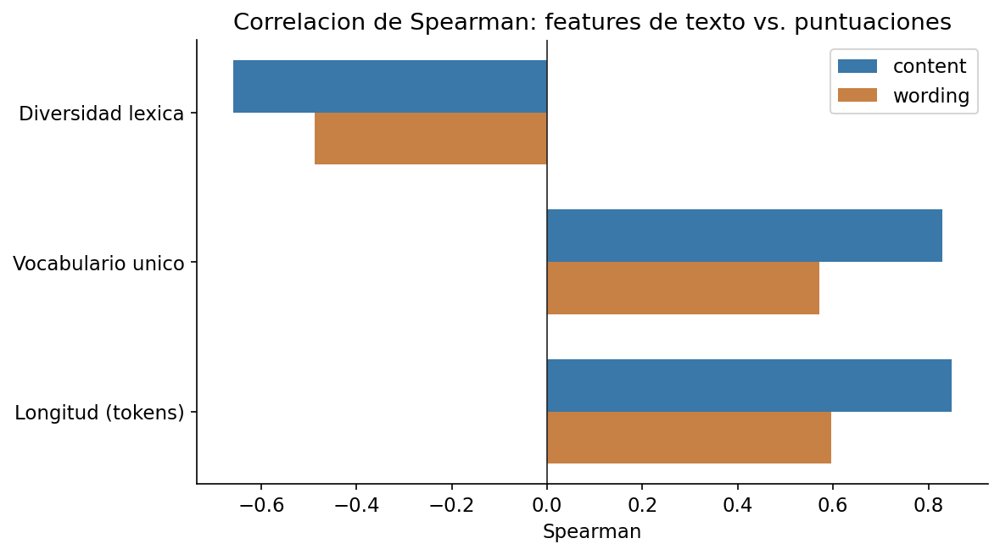 Correlacion de Spearman: features de texto vs. puntuaciones
content
wording
Diversidad lexica
Vocabulario unico
Longitud (tokens)
−0.6 −0.4 −0.2 0.0 0.2 0.4 0.6 0.8
Spearman